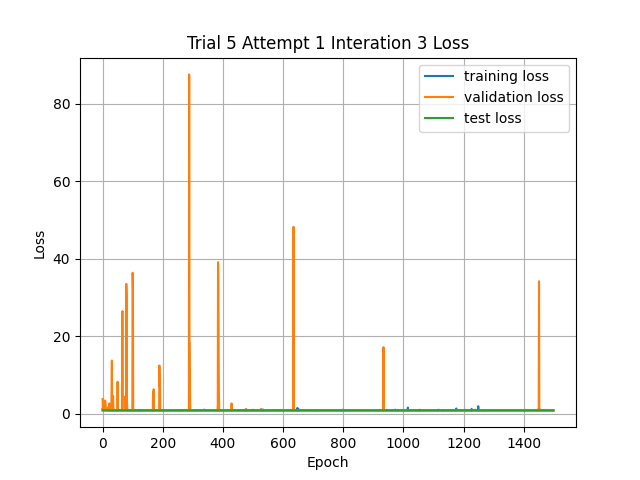 Trial 5 Attempt 1 Interation 3 Loss
training loss
validation loss
test loss
80
60
40
20
0
Loss
0 200 400 600 800 1000 1200 1400
Epoch